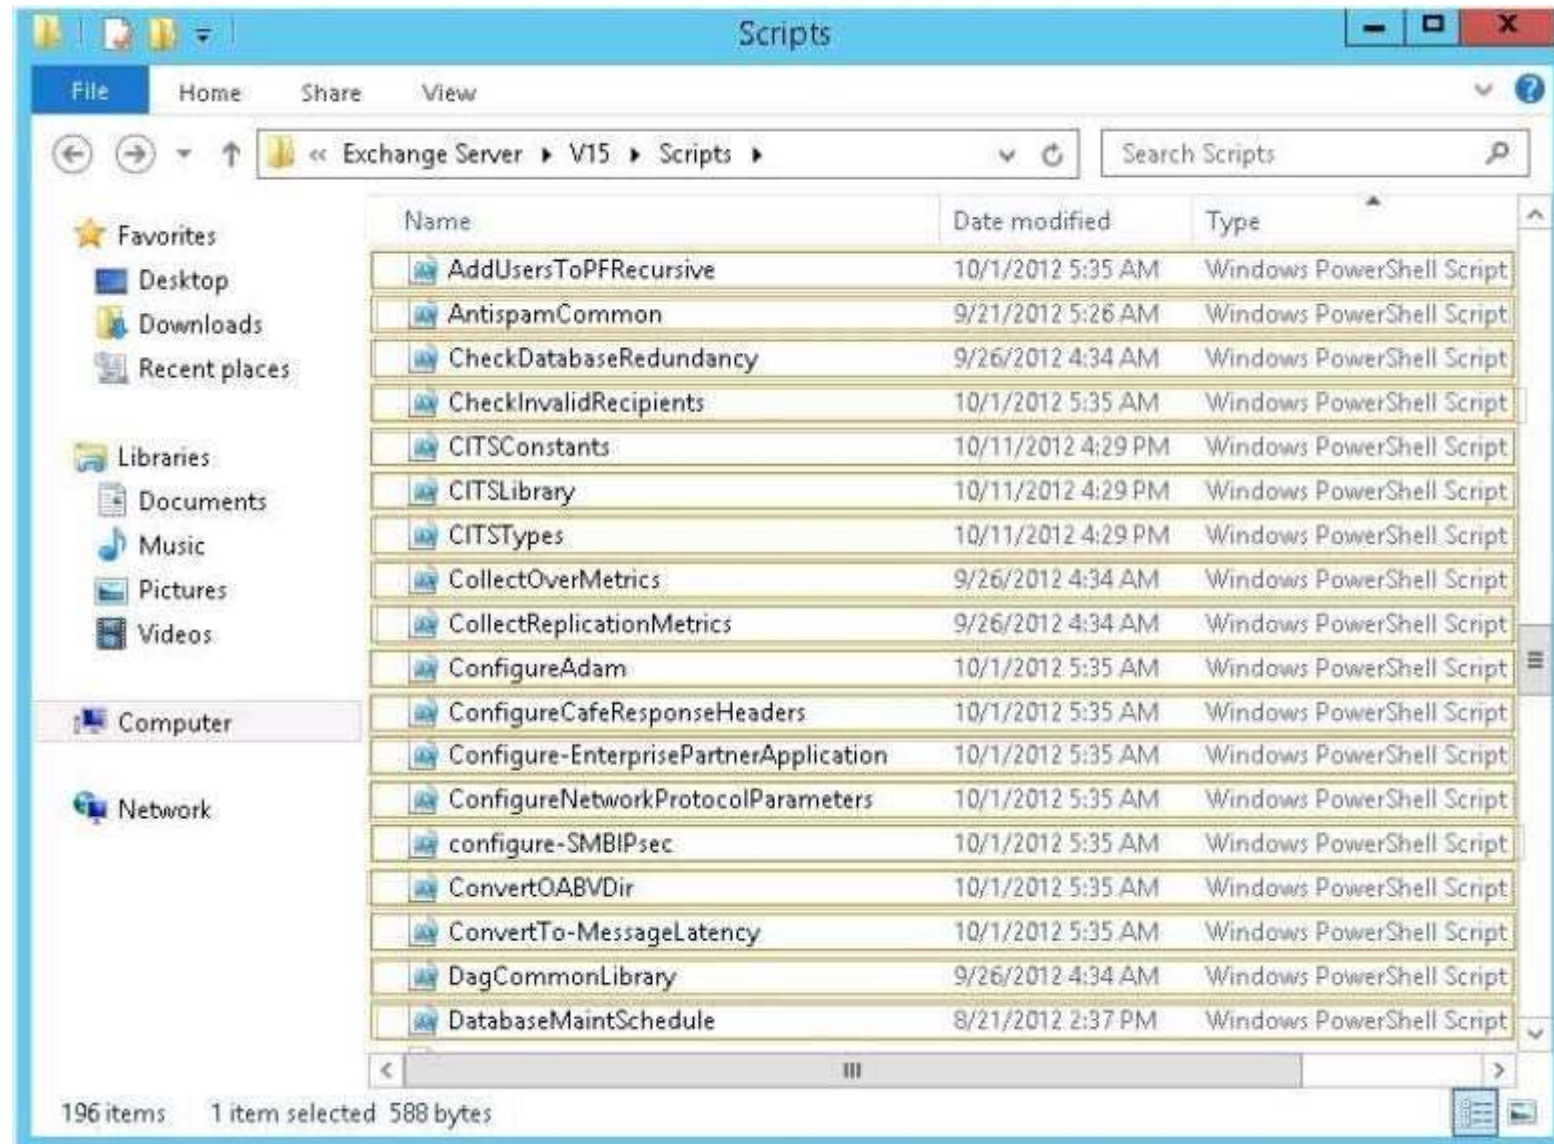 Scripts
File Home Share View
« Exchange Server V15 Scripts Search Scripts
Name Date modified Type
Favorites
Desktop
Downloads
Recent places
Libraries
Documents
Music
Pictures
Videos
Computer
Network
AddUsersToPFRecursive 10/1/2012 5:35 AM Windows PowerShell Script
AntispamCommon 9/21/2012 5:26 AM Windows PowerShell Script
CheckDatabaseRedundancy 9/26/2012 4:34 AM Windows PowerShell Script
CheckInvalidRecipients 10/1/2012 5:35 AM Windows PowerShell Script
CITSConstants 10/11/2012 4:29 PM Windows PowerShell Script
CITSLibrary 10/11/2012 4:29 PM Windows PowerShell Script
CITSTypes 10/11/2012 4:29 PM Windows PowerShell Script
CollectOverMetrics 9/26/2012 4:34 AM Windows PowerShell Script
CollectReplicationMetrics 9/26/2012 4:34 AM Windows PowerShell Script
ConfigureAdam 10/1/2012 5:35 AM Windows PowerShell Script
ConfigureCafeResponseHeaders 10/1/2012 5:35 AM Windows PowerShell Script
Configure-EnterprisePartnerApplication 10/1/2012 5:35 AM Windows PowerShell Script
ConfigureNetworkProtocolParameters 10/1/2012 5:35 AM Windows PowerShell Script
configure-SMBIPsec 10/1/2012 5:35 AM Windows PowerShell Script
ConvertOABVDir 10/1/2012 5:35 AM Windows PowerShell Script
ConvertTo-MessageLatency 10/1/2012 5:35 AM Windows PowerShell Script
DagCommonLibrary 9/26/2012 4:34 AM Windows PowerShell Script
DatabaseMaintSchedule 8/21/2012 2:37 PM Windows PowerShell Script
196 items 1 item selected 588 bytes